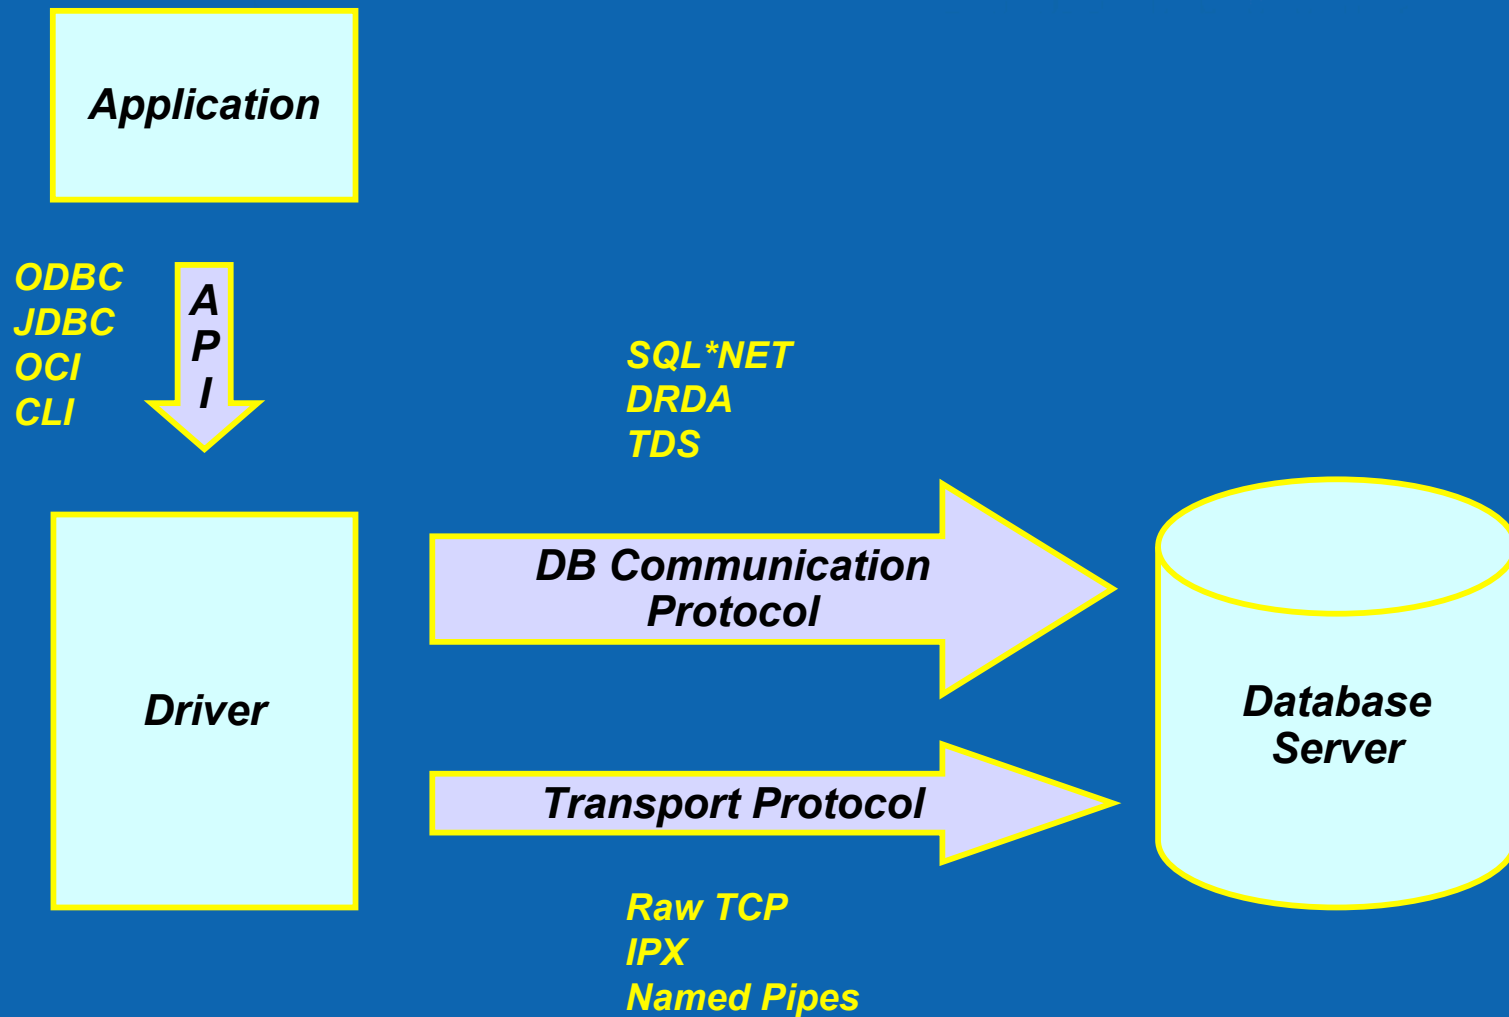 Application
ODBC
JDBC
OCI
CLI
A
P
I
SQL*NET
DRDA
TDS
DB Communication
Protocol
Driver
Database
Server
Transport Protocol
Raw TCP
IPX
Named Pipes